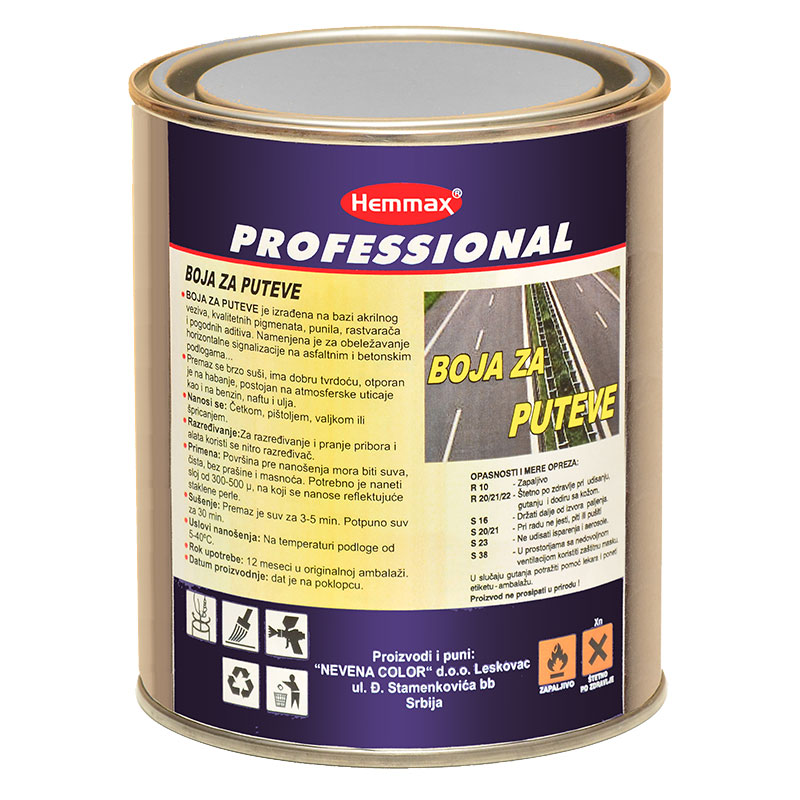 Hemmax®
PROFESSIONAL
BOJA ZA PUTEVE
• BOJA ZA PUTEVE je izrađena na bazi akrilnog
veziva, kvalitetnih pigmenata, punila, rastvarača
i pogodnih aditiva. Namenjena je za obeležavanje
horizontalne signalizacije na asfaltnim i betonskim
podlogama...
• Premaz se brzo suši, ima dobru tvrdoću, otporan
je na habanje, postojan na atmosferske uticaje
kao i na benzin, naftu i ulja.
• Nanosi se: Četkom, pištoljem, valjkom ili
špricanjem.
• Razređivanje:Za razređivanje i pranje pribora i
alata koristi se nitro razređivač.
• Primena: Površina pre nanošenja mora biti suva,
čista, bez prašine i masnoća. Potrebno je naneti
sloj od 300-500 µ, na koji se nanose reflektujuće
staklene perle.
• Sušenje: Premaz je suv za 3-5 min. Potpuno suv
za 30 min.
• Uslovi nanošenja: Na temperaturi podloge od
5-40ºC.
• Rok upotrebe: 12 meseci u originalnoj ambalaži.
• Datum proizvodnje: dat je na poklopcu.
BOJA ZA
PUTEVE
OPASNOSTI I MERE OPREZA:
R 10 - Zapaljivo
R 20/21/22 - Štetno po zdravlje pri udisanju,
gutanju i dodiru sa kožom.
S 16 - Držati dalje od izvora paljenja.
S 20/21 - Pri radu ne jesti, piti ili pušiti
S 23 - Ne udisati isparenja i aerosole.
S 38 - U prostorijama sa nedovoljnom
ventilacijom koristiti zaštitnu masku.
U slučaju gutanja potražiti pomoć lekara i poneti
etiketu - ambalažu.
Proizvod ne prosipati u prirodu !
Proizvodi i puni:
“NEVENA COLOR“ d.o.o. Leskovac
ul. Đ. Stamenkovića bb
Srbija
ZAPALJIVO
Xn
ŠTETNO
PO ZDRAVLJE